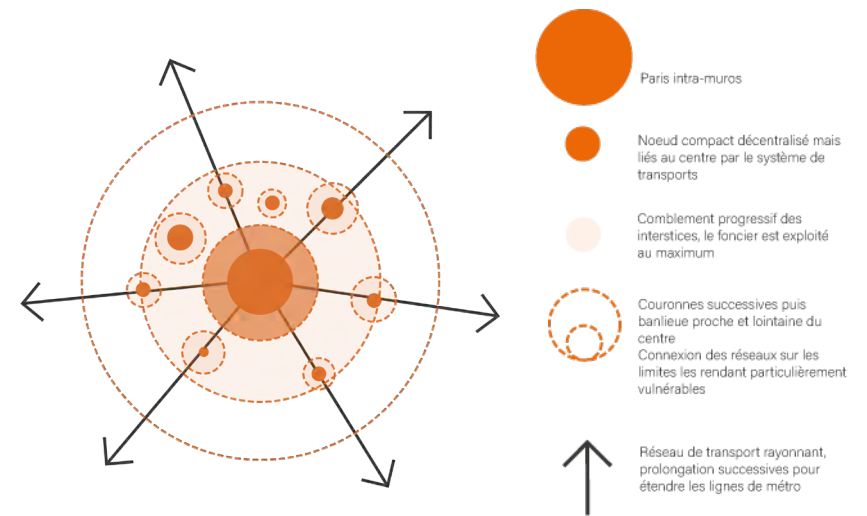 Paris intra-muros
Noeud compact décentralisé mais
liés au centre par le système de
transports
Comblement progressif des
interstices, le foncier est exploité
au maximum
Couronnes successives puis
banlieue proche et lointaine du
centre
Connexion des réseaux sur les
limites les rendant particulièrement
vulnérables
Réseau de transport rayonnant,
prolongation successives pour
étendre les lignes de métro